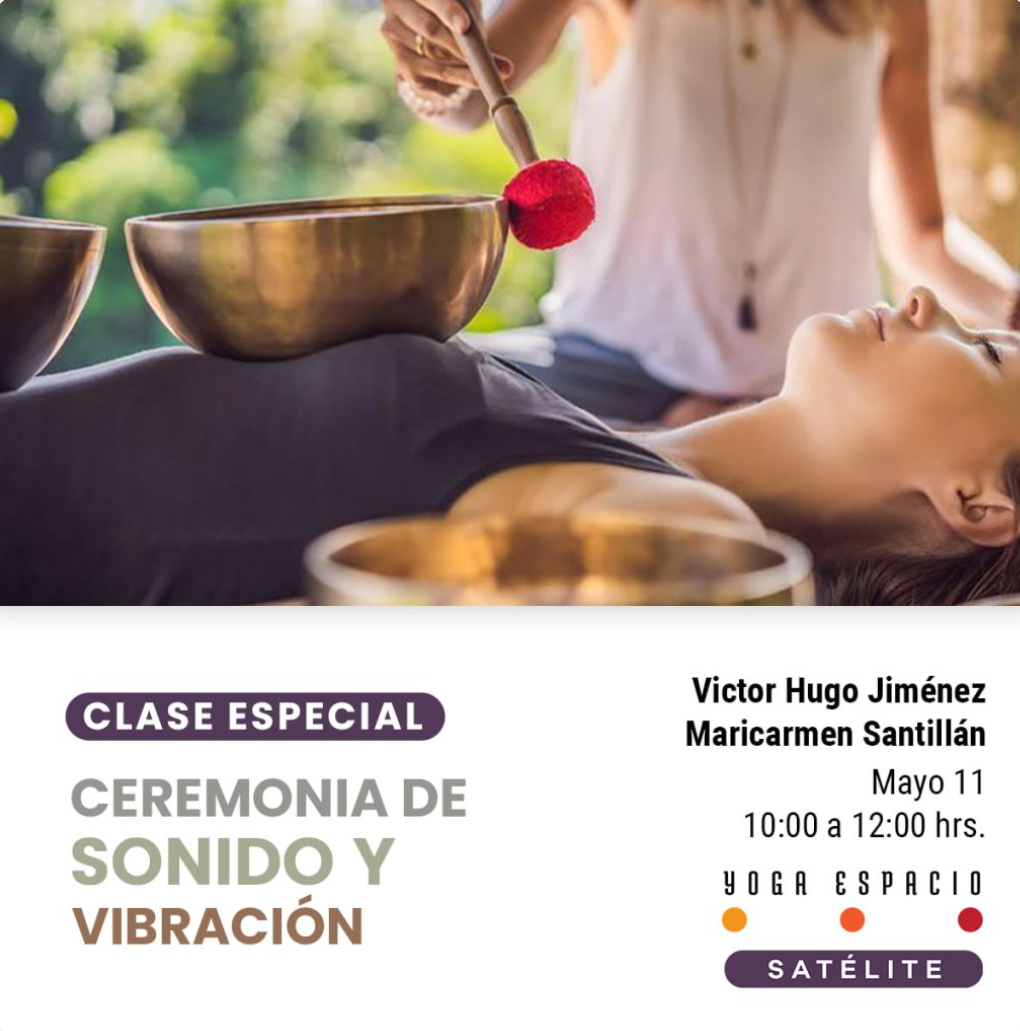 CLASE ESPECIAL
CEREMONIA DE
SONIDO Y
VIBRACIÓN
Victor Hugo Jiménez
Maricarmen Santillán
Mayo 11
10:00 a 12:00 hrs.
YOGA ESPACIO
SATÉLITE